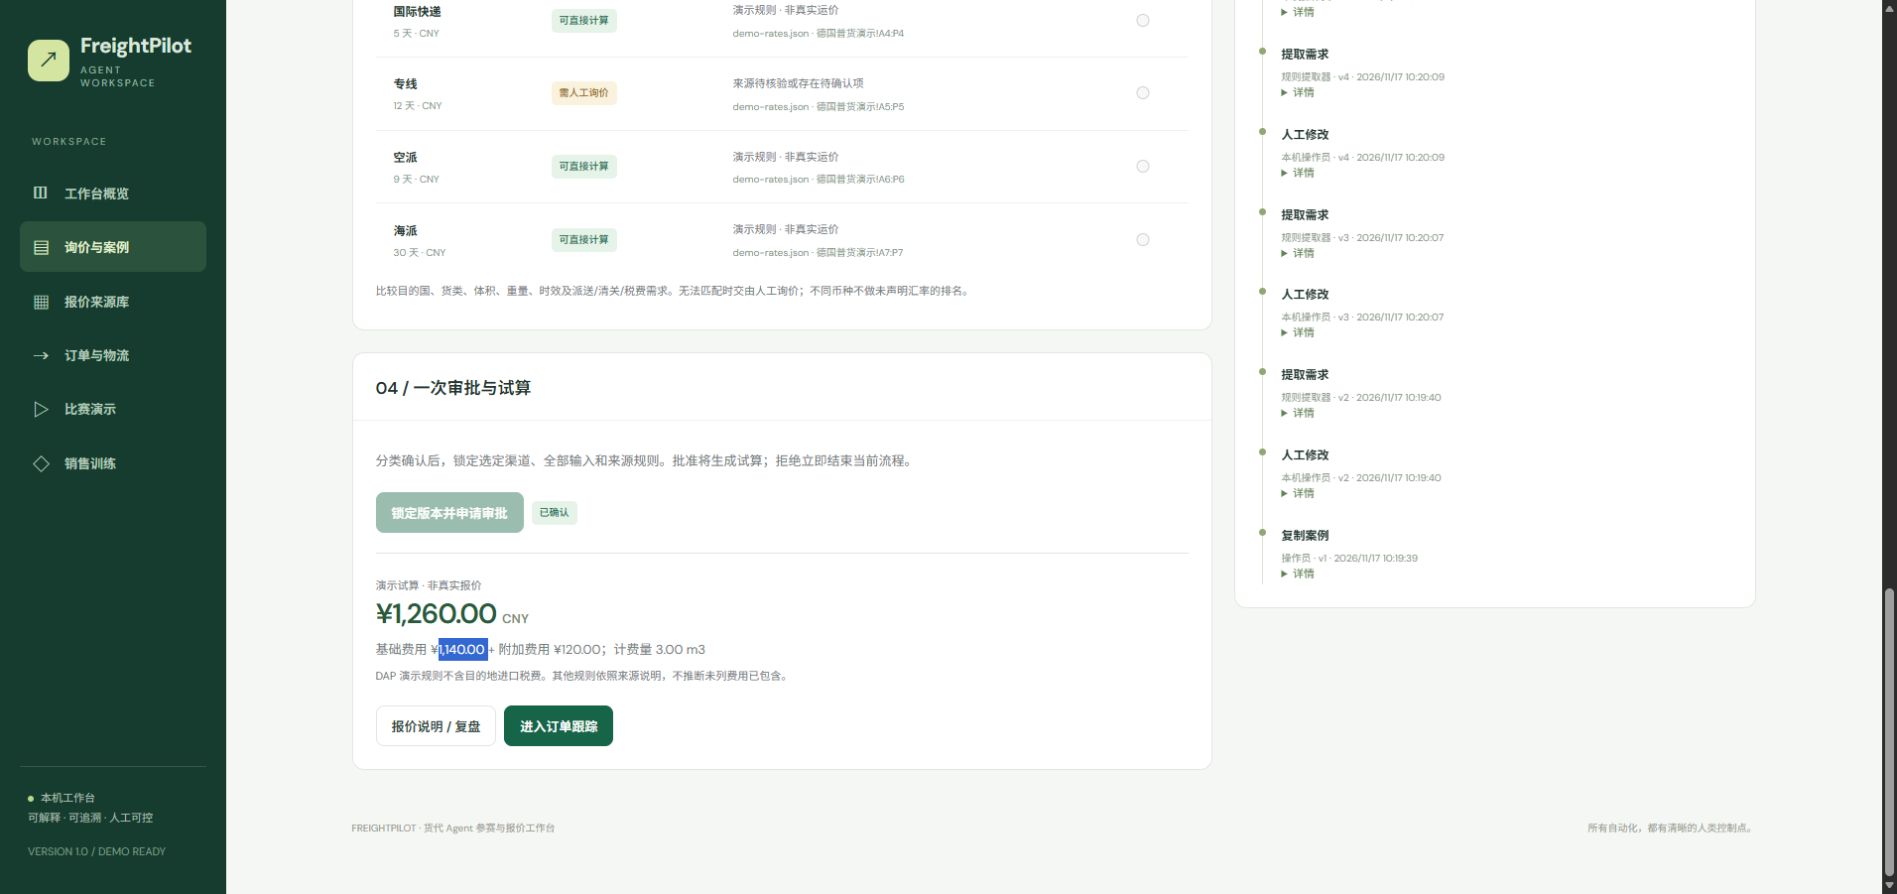 FreightPilot
AGENT
WORKSPACE
WORKSPACE
工作台概览
询价与案例
报价来源库
订单与物流
比赛演示
销售训练
本机工作台
可解释 · 可追溯 · 人工可控
VERSION 1.0 / DEMO READY
国际快递
5 天 · CNY
可直接计算
演示规则 · 非真实运价
demo-rates.json · 德国普货演示!A4:P4
专线
12 天 · CNY
需人工询价
来源待核验或存在待确认项
demo-rates.json · 德国普货演示!A5:P5
空派
9 天 · CNY
可直接计算
演示规则 · 非真实运价
demo-rates.json · 德国普货演示!A6:P6
海派
30 天 · CNY
可直接计算
演示规则 · 非真实运价
demo-rates.json · 德国普货演示!A7:P7
比较目的国、货类、体积、重量、时效及派送/清关/税费需求。无法匹配时交由人工询价；不同币种不做未声明汇率的排名。
04 / 一次审批与试算
分类确认后，锁定选定渠道、全部输入和来源规则。批准将生成试算；拒绝立即结束当前流程。
锁定版本并申请审批
已确认
演示试算 · 非真实报价
¥1,260.00 CNY
基础费用 ¥1,140.00 + 附加费用 ¥120.00；计费量 3.00 m3
DAP 演示规则不含目的地进口税费。其他规则依照来源说明，不推断未列费用已包含。
报价说明 / 复盘
进入订单跟踪
▶ 详情
提取需求
规则提取器 · v4 · 2026/11/17 10:20:09
▶ 详情
人工修改
本机操作员 · v4 · 2026/11/17 10:20:09
▶ 详情
提取需求
规则提取器 · v3 · 2026/11/17 10:20:07
▶ 详情
人工修改
本机操作员 · v3 · 2026/11/17 10:20:07
▶ 详情
提取需求
规则提取器 · v2 · 2026/11/17 10:19:40
▶ 详情
人工修改
本机操作员 · v2 · 2026/11/17 10:19:40
▶ 详情
复制案例
操作员 · v1 · 2026/11/17 10:19:39
▶ 详情
FREIGHTPILOT · 货代 Agent 参赛与报价工作台
所有自动化，都有清晰的人类控制点。